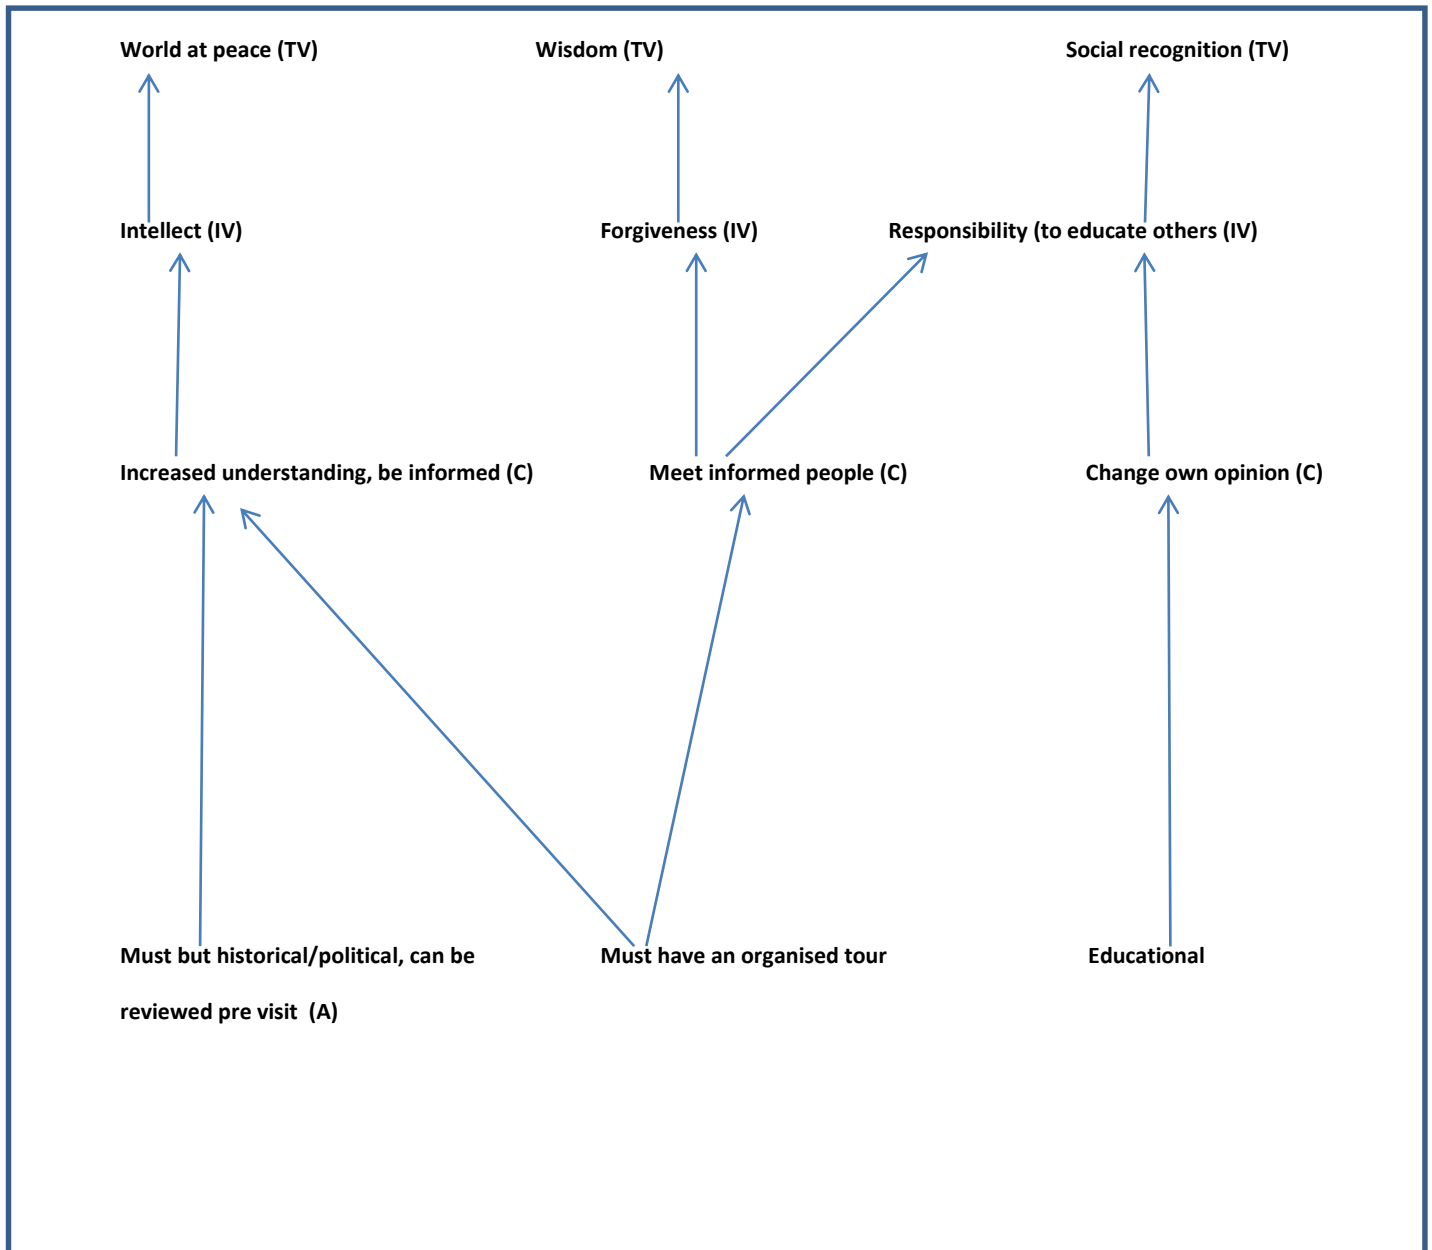 World at peace (TV)
Wisdom (TV)
Social recognition (TV)
Intellect (IV)
Forgiveness (IV)
Responsibility (to educate others (IV)
Increased understanding, be informed (C)
Meet informed people (C)
Change own opinion (C)
Must but historical/political, can be
reviewed pre visit (A)
Must have an organised tour
Educational